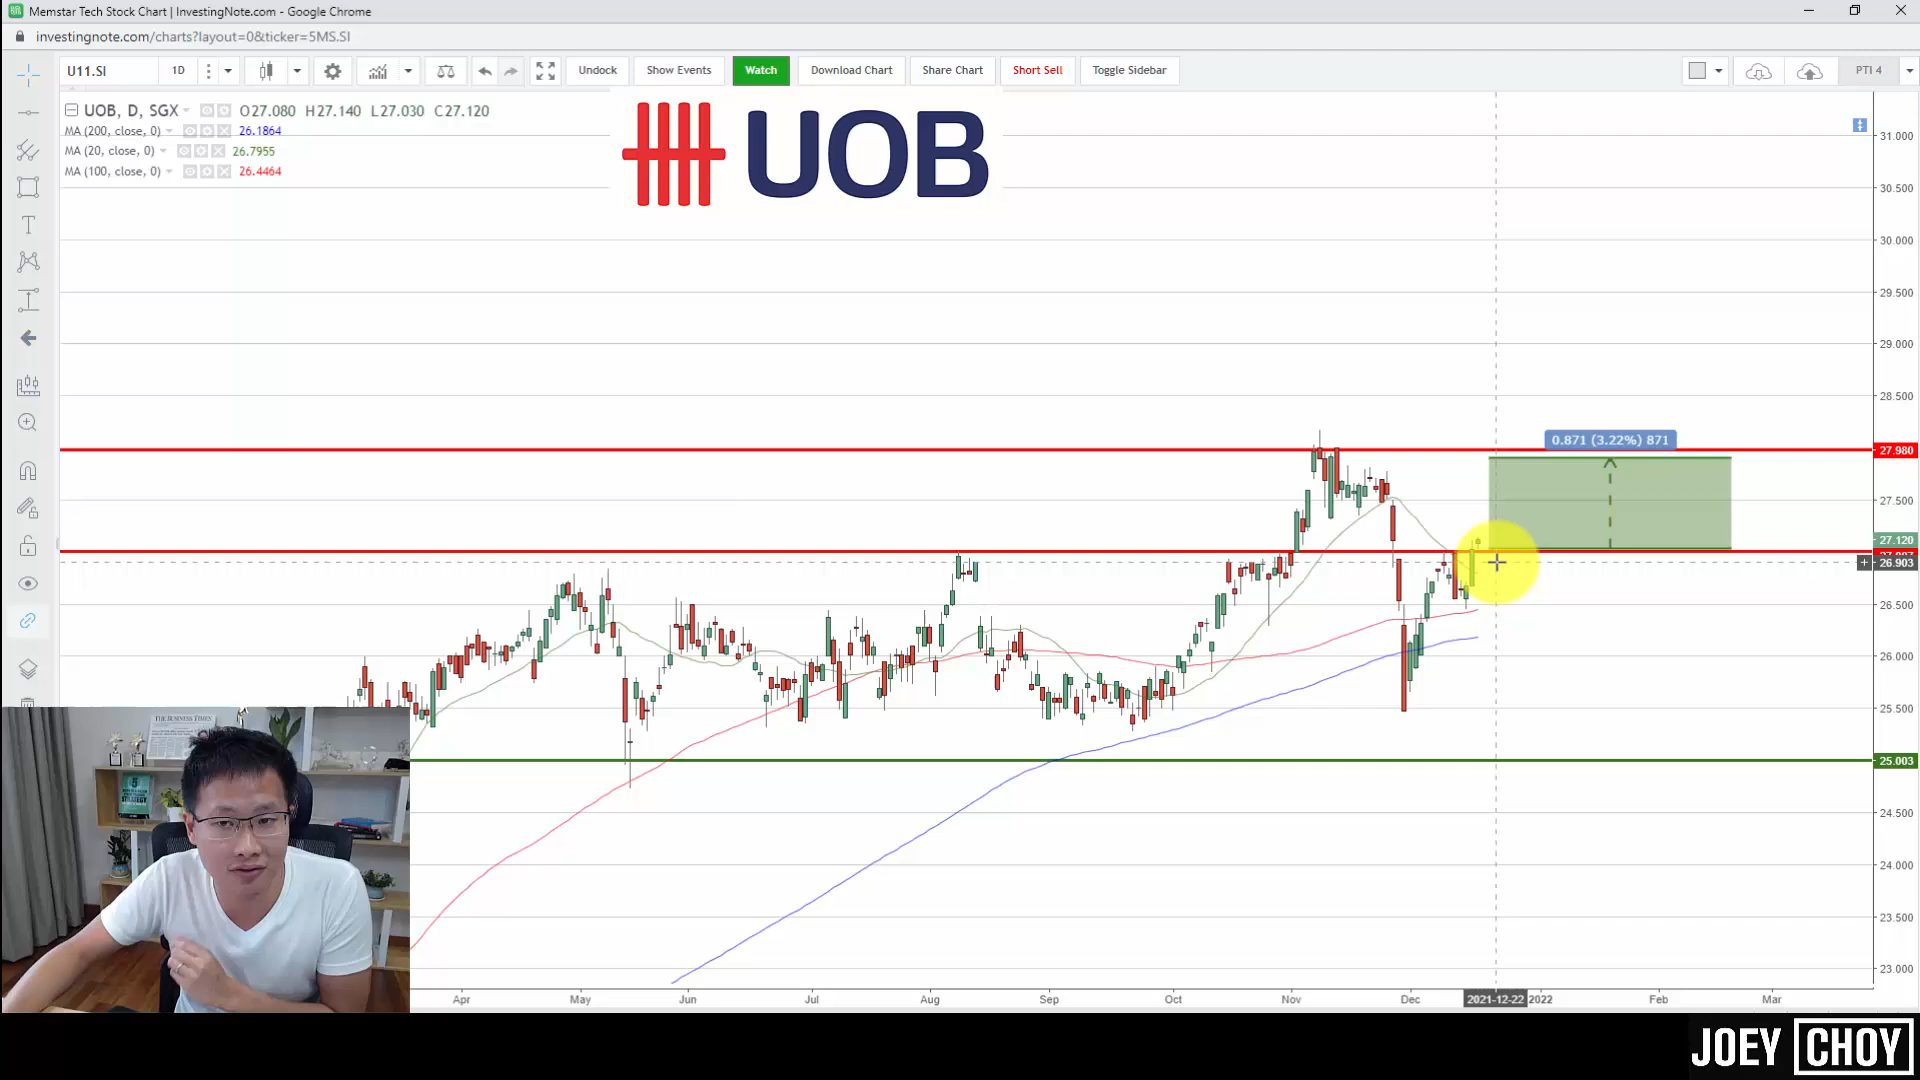 Memstar Tech Stock Chart | InvestingNote.com - Google Chrome
investingnote.com/charts?layout=0&ticker=5MS.SI
U11.SI 1D Undock Show Events Watch Download Chart Share Chart Short Sell Toggle Sidebar PTI 4
UOB, D, SGX O27.080 H27.140 L27.030 C27.120
MA (200, close, 0) 26.1864
MA (20, close, 0) 26.7955
MA (100, close, 0) 26.4464
UOB
31.000
30.500
30.000
29.500
29.000
28.500
0.871 (3.22%) 871
27.980
27.500
27.120
26.903
26.500
26.000
25.500
25.003
24.500
24.000
23.500
23.000
THE BUSINESS TIMES
5
STRATEGY
Apr May Jun Jul Aug Sep Oct Nov Dec 2021-12-22 2022 Feb Mar
JOEY CHOY